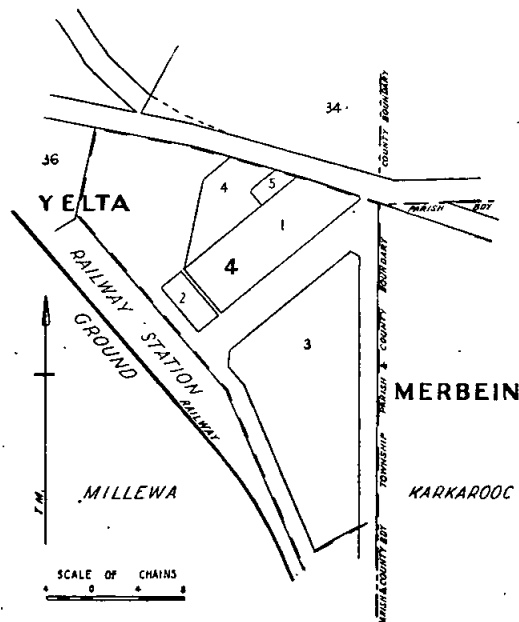 34
COUNTY BOUNDARY
36
4
5
YELTA
PARISH BDY
1
4
2
RAILWAY STATION
GROUND
RAILWAY
3
TOWNSHIP PARISH & COUNTY BOUNDARY
MERBEIN
T.M.
MILLEWA
KARKAROOC
SCALE OF CHAINS
4 0 4 8
PARISH & COUNTY BDY